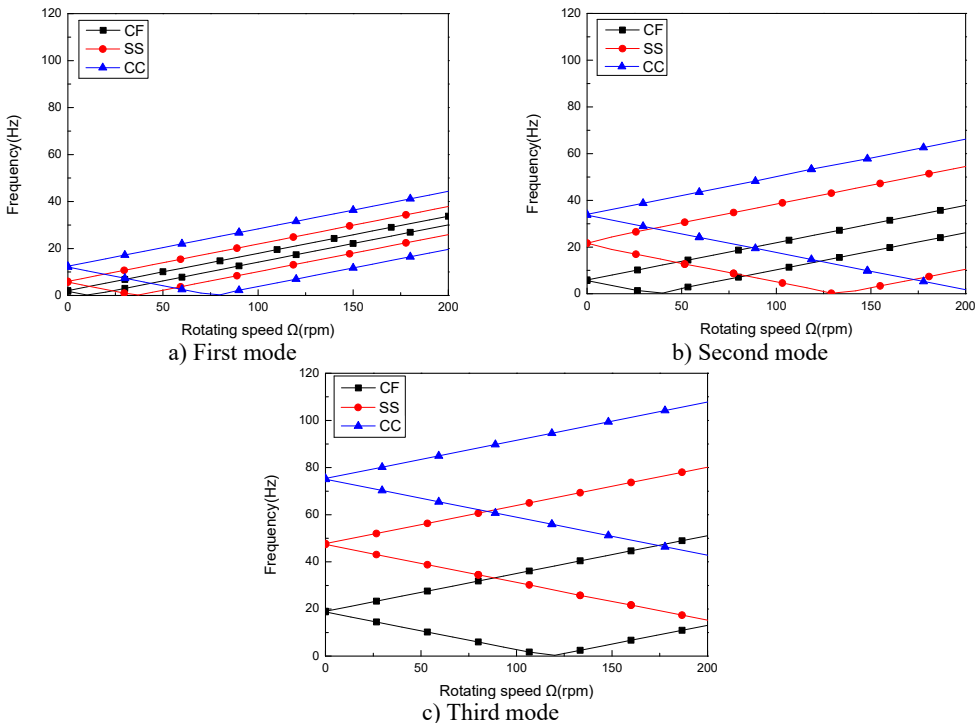 120
100
80
60
40
20
0
Frequency(Hz)
CF
SS
CC
0
50
100
150
200
Rotating speed Ω(rpm)
a) First mode
120
100
80
60
40
20
0
Frequency(Hz)
CF
SS
CC
0
50
100
150
200
Rotating speed Ω(rpm)
b) Second mode
120
100
80
60
40
20
0
Frequency(Hz)
CF
SS
CC
0
50
100
150
200
Rotating speed Ω(rpm)
c) Third mode